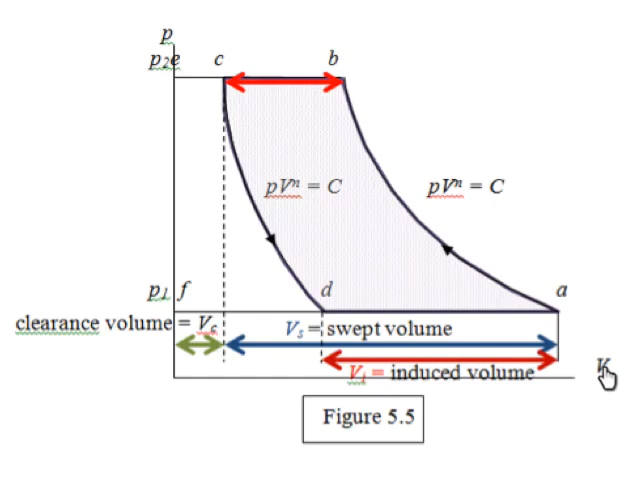 p
p₂e c b
pVⁿ = C pVⁿ = C
p₁ f d a
clearance volume = Vc
Vs = swept volume
Vi = induced volume
V
Figure 5.5